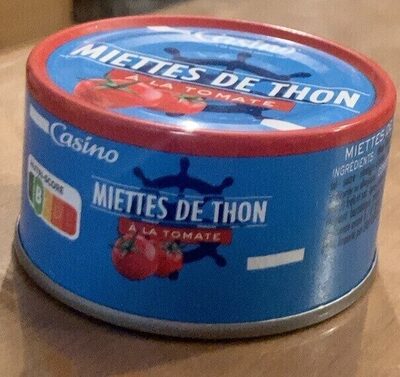 Casino
MIETTES DE THON
À LA TOMATE
Casino
NUTRI-SCORE
B
MIETTES DE THON
À LA TOMATE
MIETTES DE
INGRÉDIENTS